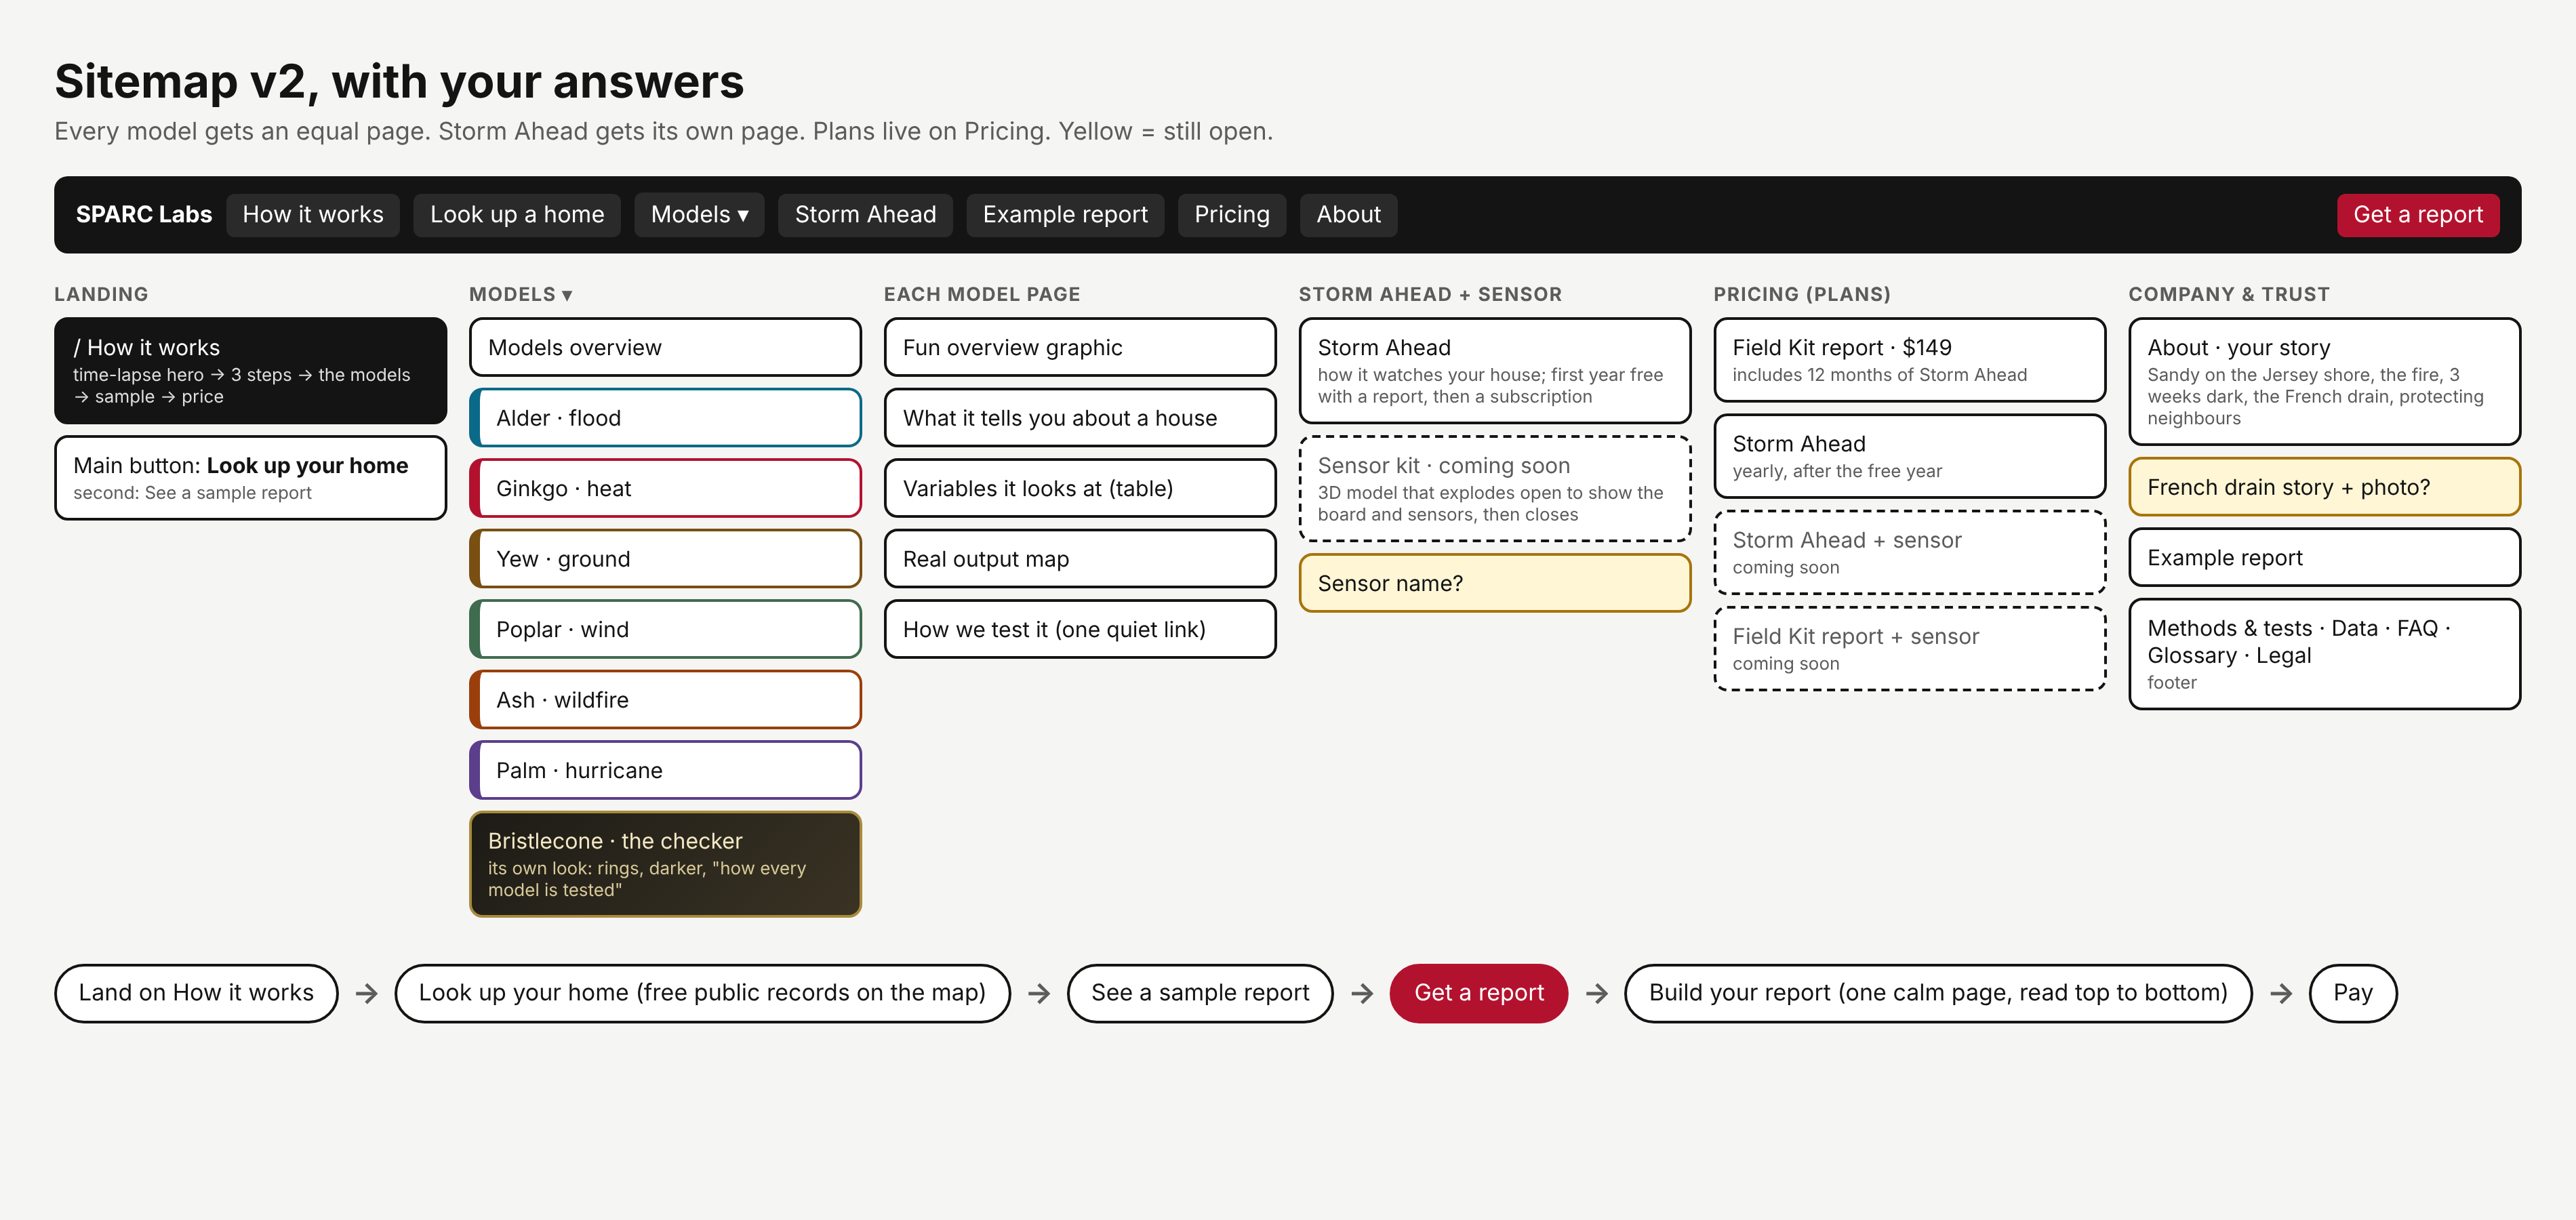 Sitemap v2, with your answers
Every model gets an equal page. Storm Ahead gets its own page. Plans live on Pricing. Yellow = still open.
SPARC Labs
How it works
Look up a home
Models ▾
Storm Ahead
Example report
Pricing
About
Get a report
LANDING
/ How it works
time-lapse hero → 3 steps → the models
→ sample → price
Main button: Look up your home
second: See a sample report
MODELS ▾
Models overview
Alder · flood
Ginkgo · heat
Yew · ground
Poplar · wind
Ash · wildfire
Palm · hurricane
Bristlecone · the checker
its own look: rings, darker, "how every
model is tested"
EACH MODEL PAGE
Fun overview graphic
What it tells you about a house
Variables it looks at (table)
Real output map
How we test it (one quiet link)
STORM AHEAD + SENSOR
Storm Ahead
how it watches your house; first year free
with a report, then a subscription
Sensor kit · coming soon
3D model that explodes open to show the
board and sensors, then closes
Sensor name?
PRICING (PLANS)
Field Kit report · $149
includes 12 months of Storm Ahead
Storm Ahead
yearly, after the free year
Storm Ahead + sensor
coming soon
Field Kit report + sensor
coming soon
COMPANY & TRUST
About · your story
Sandy on the Jersey shore, the fire, 3
weeks dark, the French drain, protecting
neighbours
French drain story + photo?
Example report
Methods & tests · Data · FAQ ·
Glossary · Legal
footer
Land on How it works
→
Look up your home (free public records on the map)
→
See a sample report
→
Get a report
→
Build your report (one calm page, read top to bottom)
→
Pay